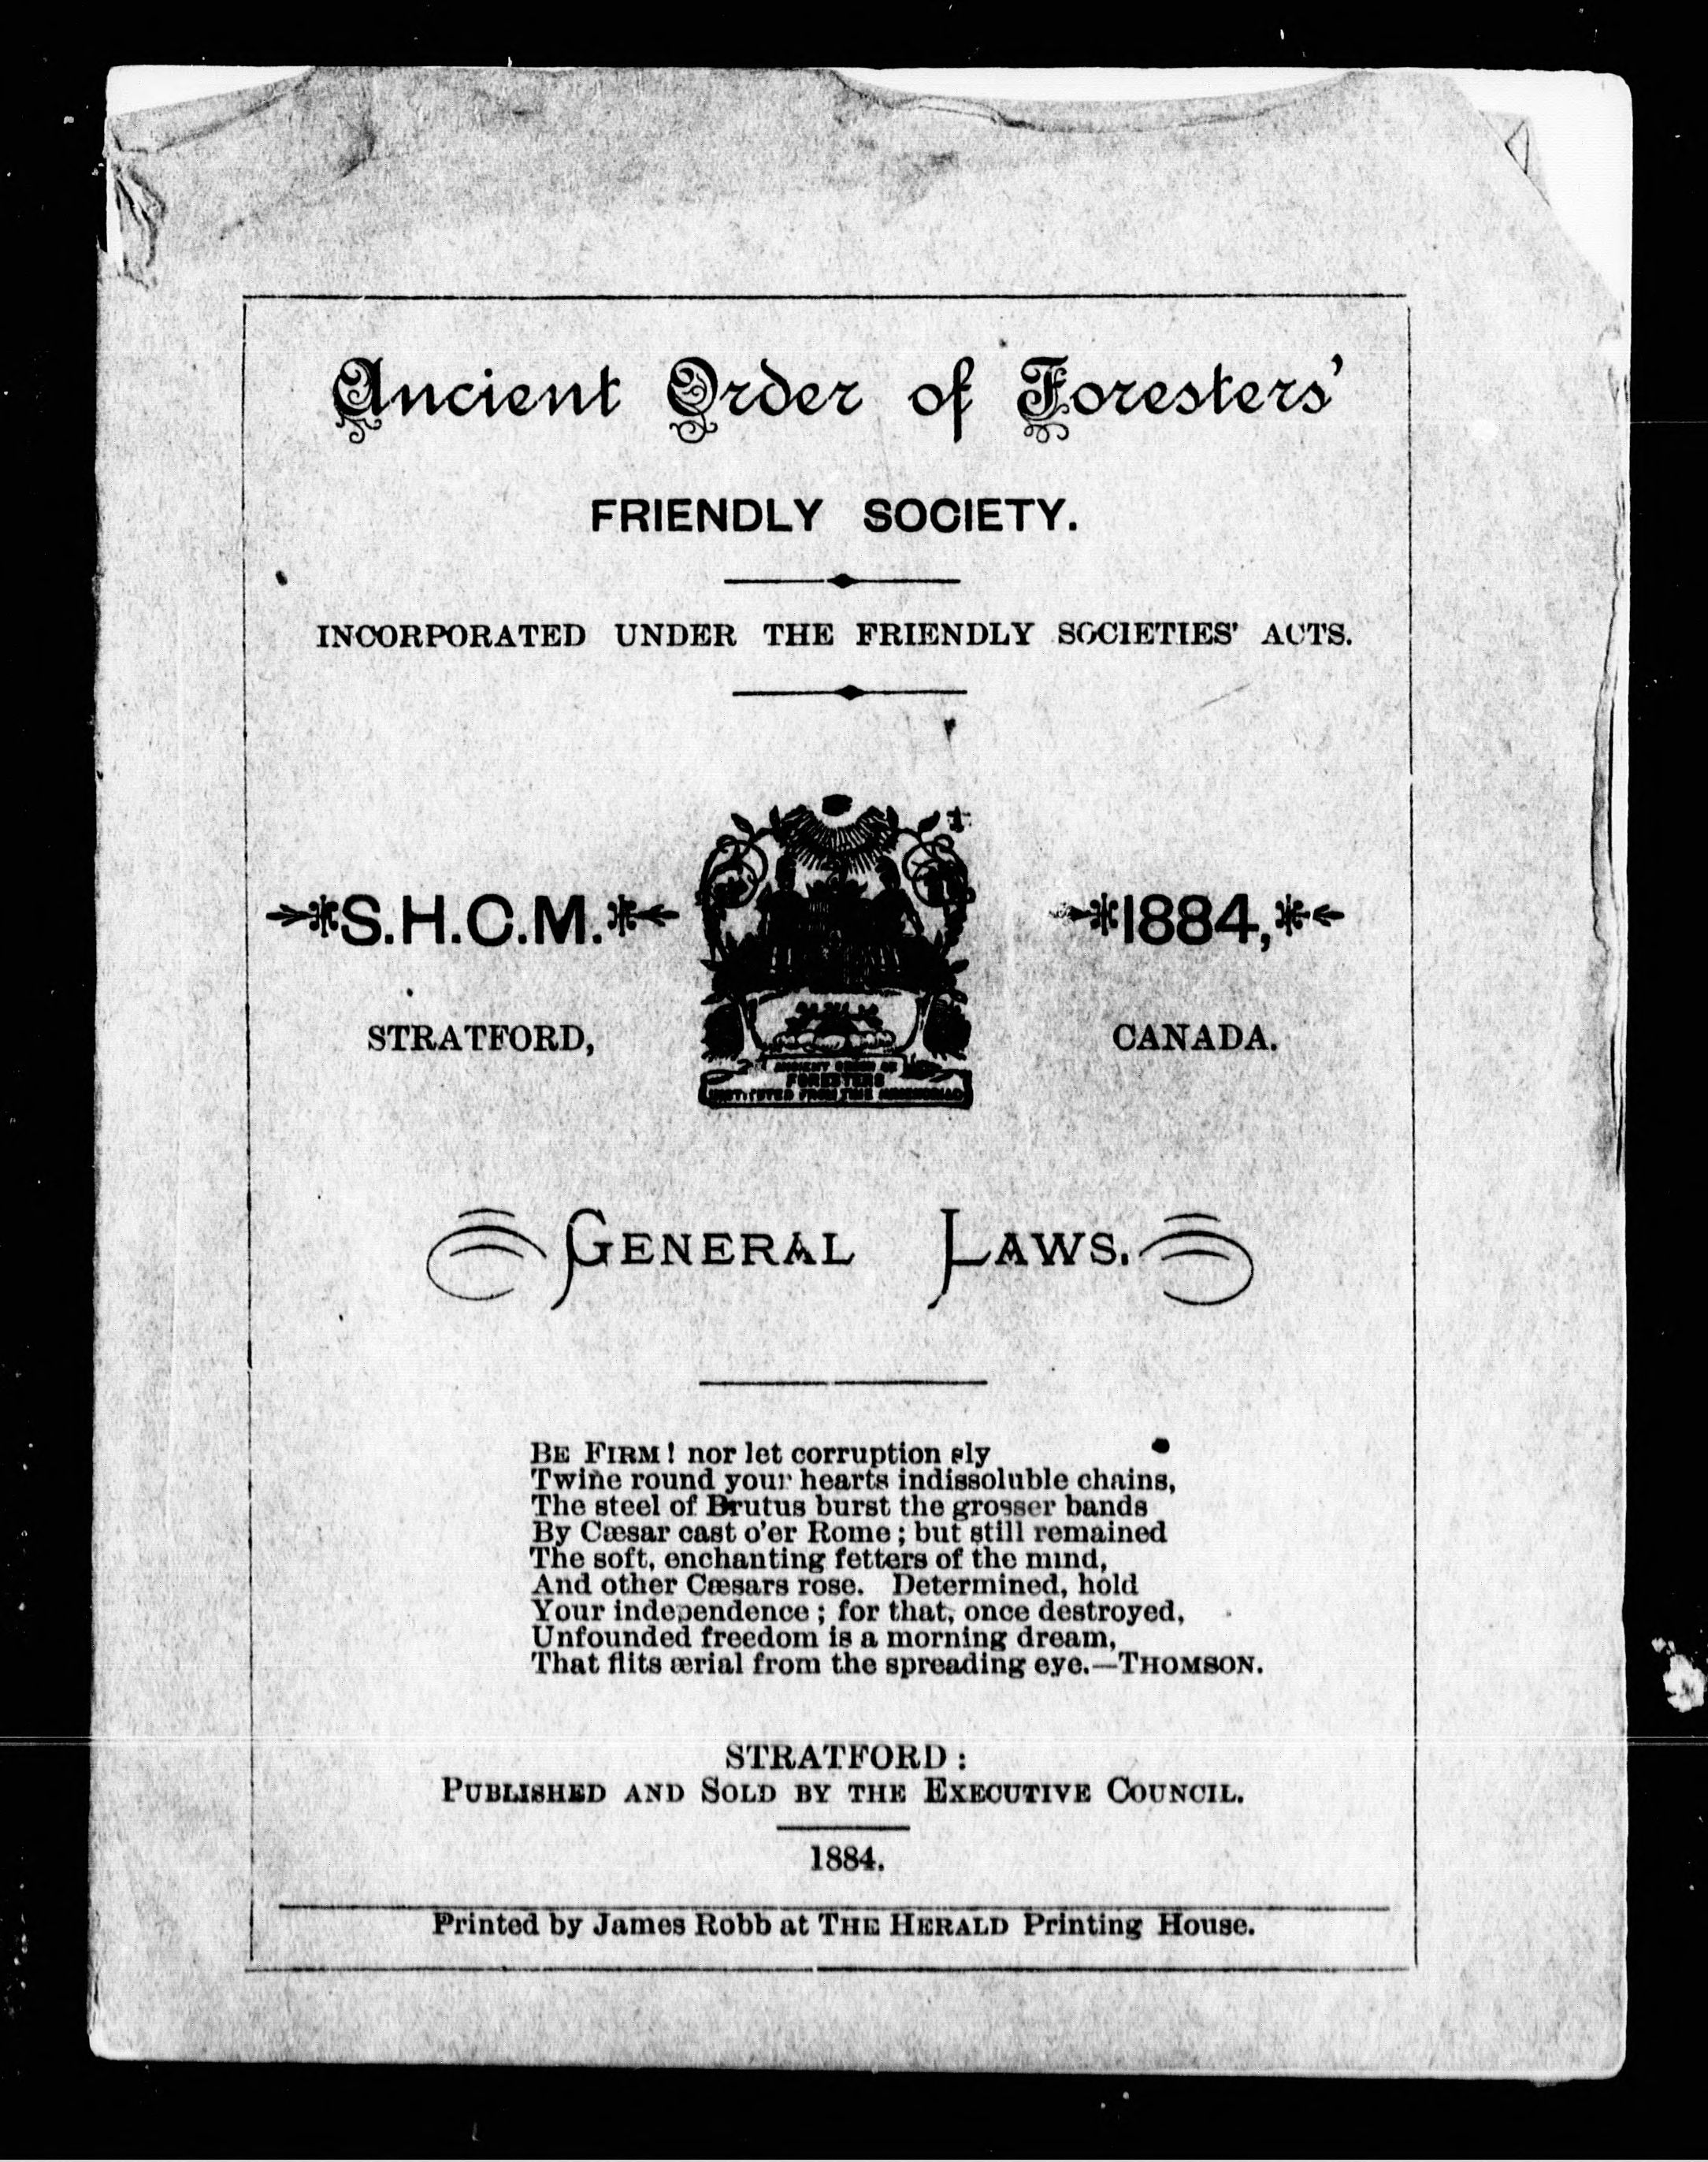 Ancient Order of Foresters'
FRIENDLY SOCIETY.
INCORPORATED UNDER THE FRIENDLY SOCIETIES' ACTS.
S.H.C.M. 1884,
STRATFORD, CANADA.
FORESTERS
GENERAL LAWS.
BE FIRM! nor let corruption sly
Twine round your hearts indissoluble chains,
The steel of Brutus burst the grosser bands
By Cæsar cast o'er Rome; but still remained
The soft, enchanting fetters of the mind,
And other Cæsars rose. Determined, hold
Your independence; for that, once destroyed,
Unfounded freedom is a morning dream,
That flits ærial from the spreading eye.—THOMSON.
STRATFORD:
PUBLISHED AND SOLD BY THE EXECUTIVE COUNCIL.
1884.
Printed by James Robb at THE HERALD Printing House.